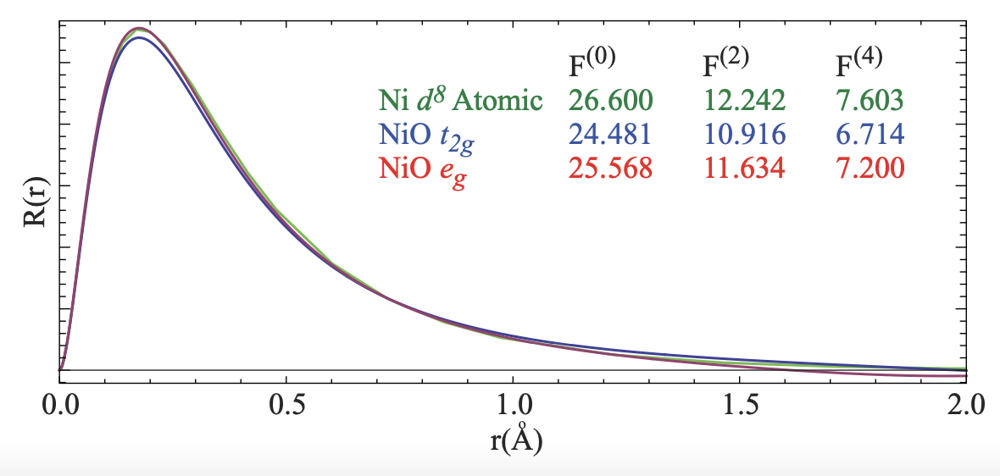 F(0) F(2) F(4)
Ni d8 Atomic 26.600 12.242 7.603
NiO t2g 24.481 10.916 6.714
NiO eg 25.568 11.634 7.200
R(r)
0.0 0.5 1.0 1.5 2.0
r(Å)